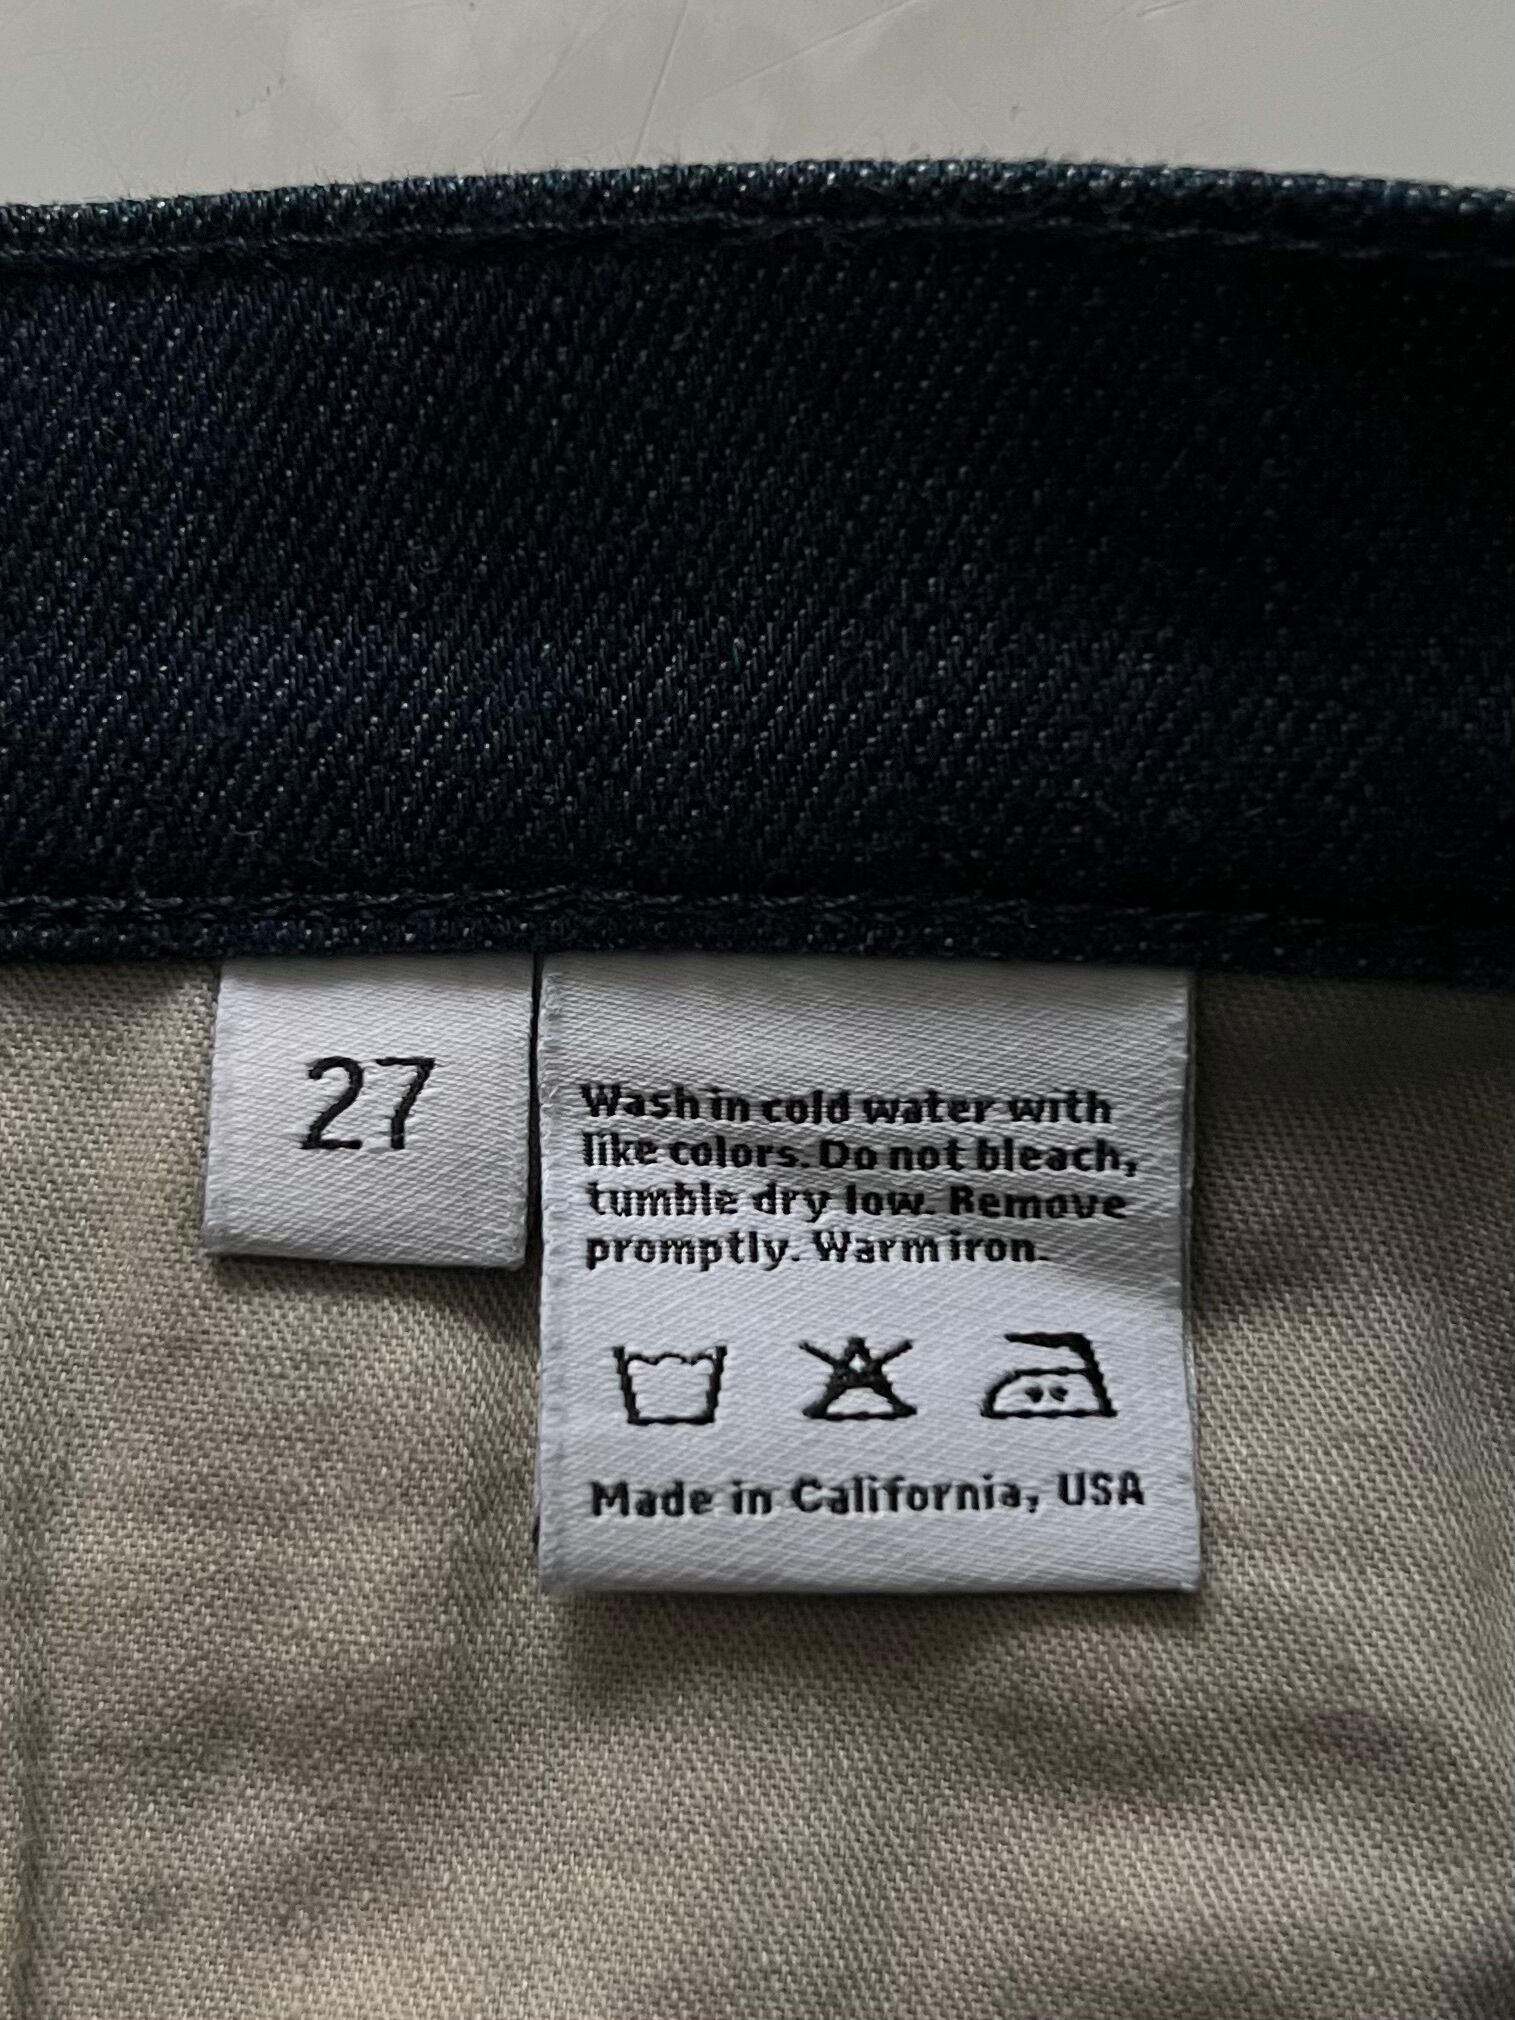 27
Wash in cold water with
like colors. Do not bleach,
tumble dry low. Remove
promptly. Warm iron.
Made in California, USA